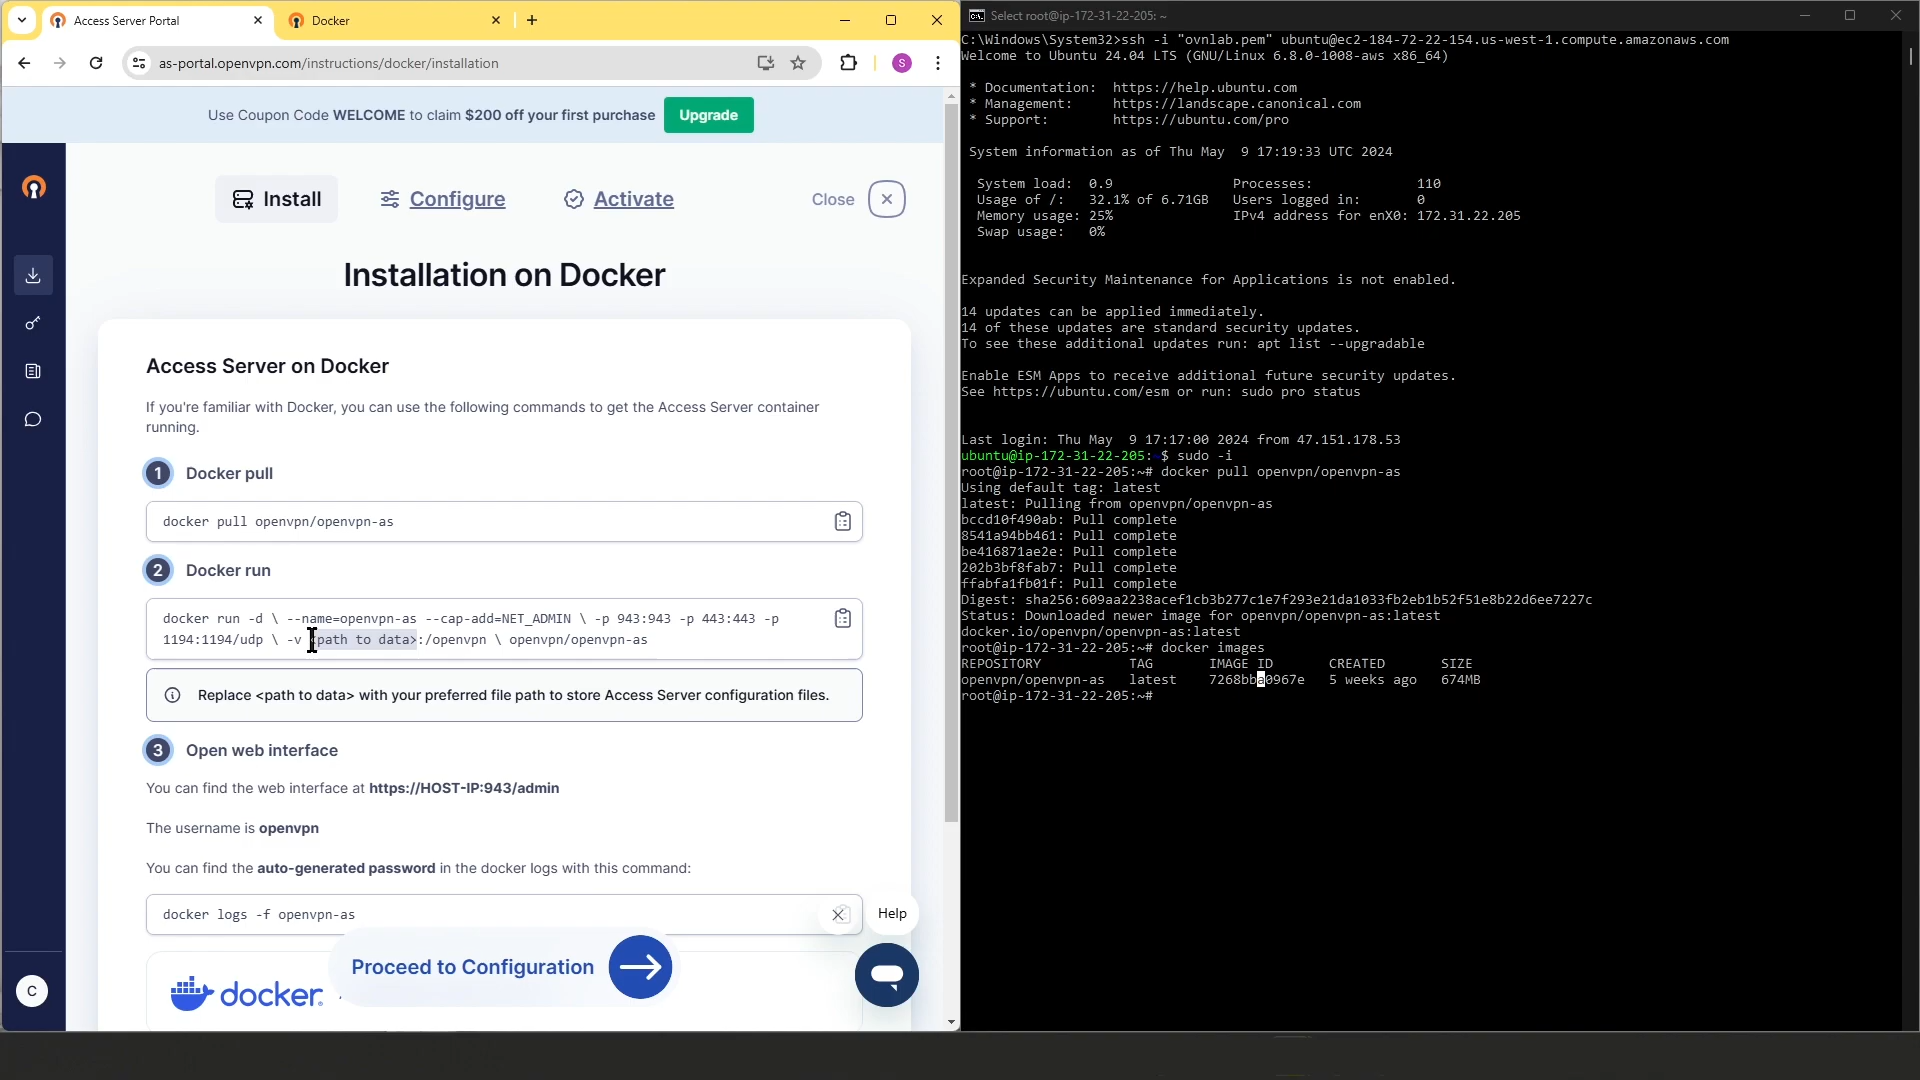 Access Server Portal
Docker
as-portal.openvpn.com/instructions/docker/installation
S
Use Coupon Code WELCOME to claim $200 off your first purchase
Upgrade
Install
Configure
Activate
Close
Installation on Docker
Access Server on Docker
If you're familiar with Docker, you can use the following commands to get the Access Server container
running.
1 Docker pull
docker pull openvpn/openvpn-as
2 Docker run
docker run -d \ --name=openvpn-as --cap-add=NET_ADMIN \ -p 943:943 -p 443:443 -p
1194:1194/udp \ -v <path to data>:/openvpn \ openvpn/openvpn-as
Replace <path to data> with your preferred file path to store Access Server configuration files.
3 Open web interface
You can find the web interface at https://HOST-IP:943/admin
The username is openvpn
You can find the auto-generated password in the docker logs with this command:
docker logs -f openvpn-as
Help
Proceed to Configuration
docker
C
Select root@ip-172-31-22-205: ~
C:\Windows\System32>ssh -i "ovnlab.pem" ubuntu@ec2-184-72-22-154.us-west-1.compute.amazonaws.com
Welcome to Ubuntu 24.04 LTS (GNU/Linux 6.8.0-1008-aws x86_64)
* Documentation: https://help.ubuntu.com
* Management: https://landscape.canonical.com
* Support: https://ubuntu.com/pro
System information as of Thu May 9 17:19:33 UTC 2024
System load: 0.9 Processes: 110
Usage of /: 32.1% of 6.71GB Users logged in: 0
Memory usage: 25% IPv4 address for enX0: 172.31.22.205
Swap usage: 0%
Expanded Security Maintenance for Applications is not enabled.
14 updates can be applied immediately.
14 of these updates are standard security updates.
To see these additional updates run: apt list --upgradable
Enable ESM Apps to receive additional future security updates.
See https://ubuntu.com/esm or run: sudo pro status
Last login: Thu May 9 17:17:00 2024 from 47.151.178.53
ubuntu@ip-172-31-22-205:~$ sudo -i
root@ip-172-31-22-205:~# docker pull openvpn/openvpn-as
Using default tag: latest
latest: Pulling from openvpn/openvpn-as
bccd10f490ab: Pull complete
8541a94bb461: Pull complete
be416871ae2e: Pull complete
202b3bf8fab7: Pull complete
ffabfa1fb01f: Pull complete
Digest: sha256:609aa2238acef1cb3b277c1e7f293e21da1033fb2eb1b52f51e8b22d6ee7227c
Status: Downloaded newer image for openvpn/openvpn-as:latest
docker.io/openvpn/openvpn-as:latest
root@ip-172-31-22-205:~# docker images
REPOSITORY TAG IMAGE ID CREATED SIZE
openvpn/openvpn-as latest 7268bba0967e 5 weeks ago 674MB
root@ip-172-31-22-205:~#